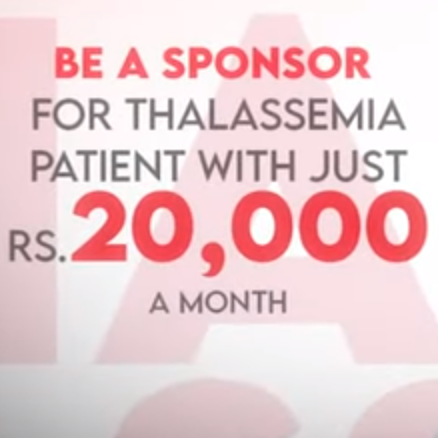 BE A SPONSOR
FOR THALASSEMIA
PATIENT WITH JUST
RS.20,000
A MONTH